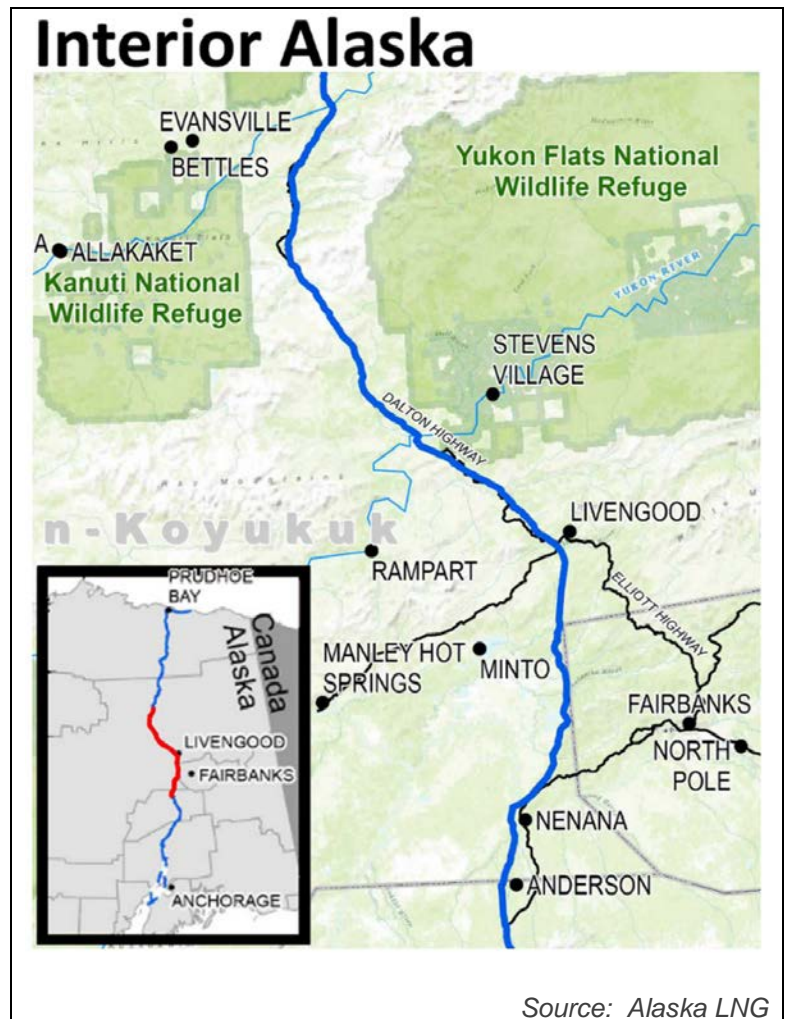 Interior Alaska
EVANSVILLE
BETTLES
Yukon Flats National
Wildlife Refuge
A
ALLAKAKET
Kanuti National
Wildlife Refuge
YUKON RIVER
STEVENS
VILLAGE
DALTON HIGHWAY
LIVENGOOD
n-Koyukuk
RAMPART
ELLIOTT HIGHWAY
MANLEY HOT
SPRINGS
MINTO
FAIRBANKS
NORTH
POLE
NENANA
ANDERSON
PRUDHOE
BAY
Canada
Alaska
LIVENGOOD
FAIRBANKS
ANCHORAGE
Source: Alaska LNG